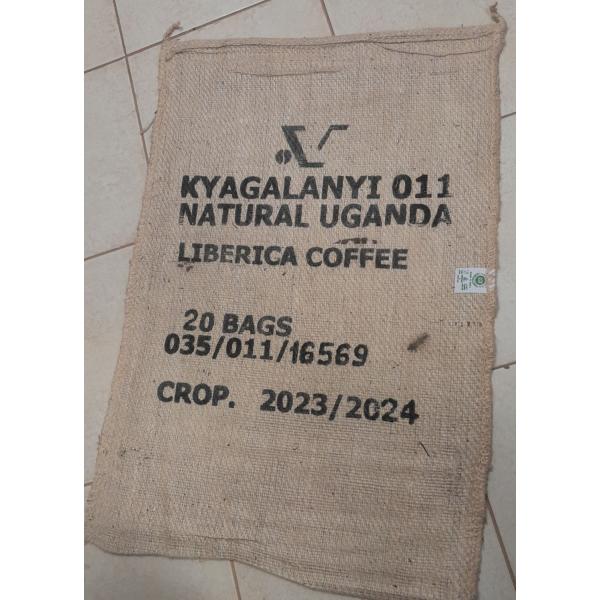 KYAGALANYI 011
NATURAL UGANDA
LIBERICA COFFEE
20 BAGS
035/011/16569
CROP. 2023/2024